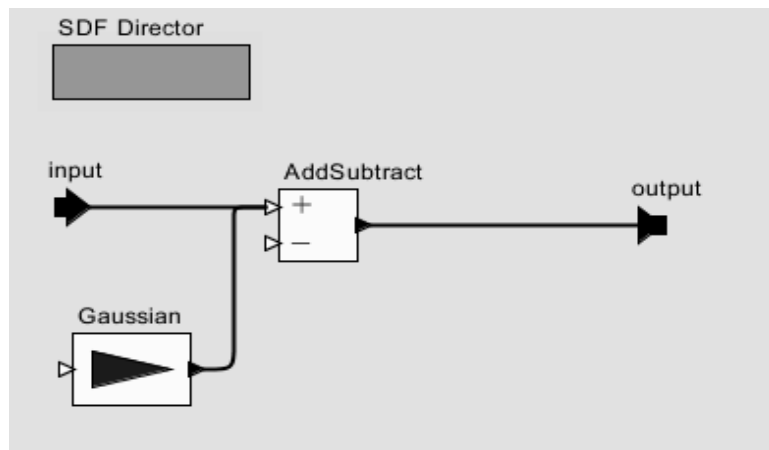 SDF Director
input
AddSubtract
+
−
output
Gaussian